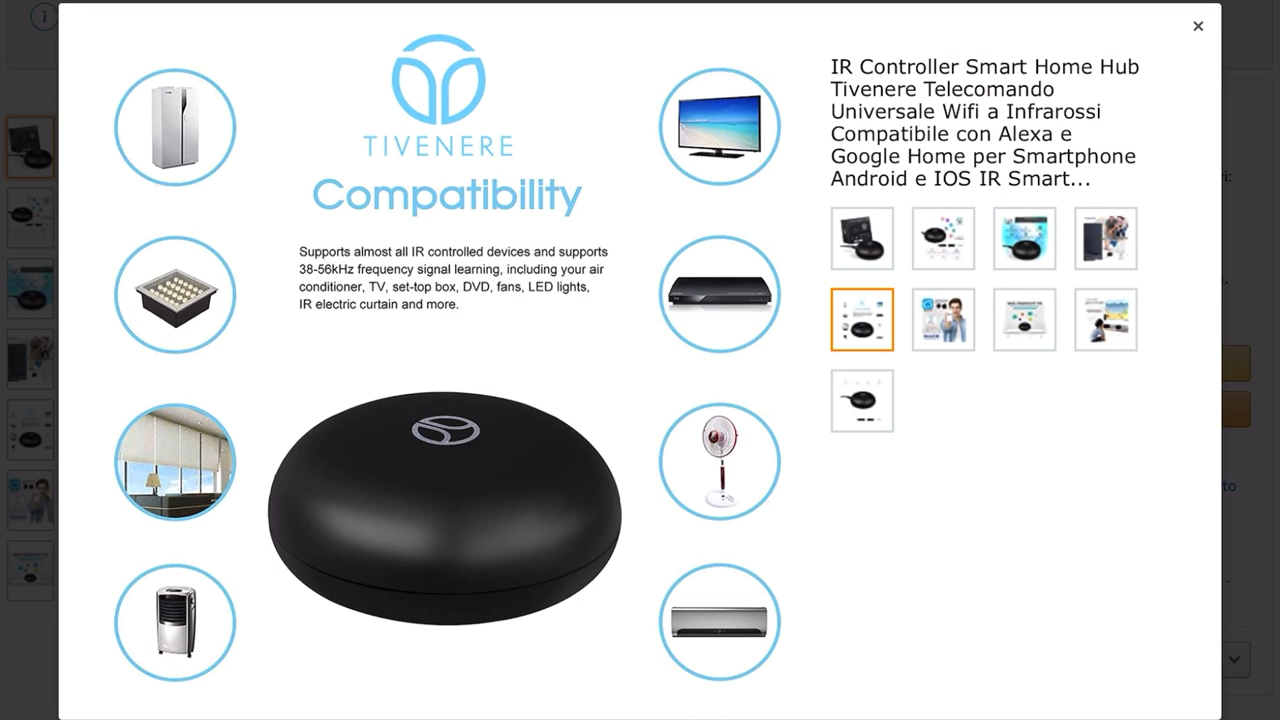 TIVENERE
Compatibility
Supports almost all IR controlled devices and supports
38-56kHz frequency signal learning, including your air
conditioner, TV, set-top box, DVD, fans, LED lights,
IR electric curtain and more.
IR Controller Smart Home Hub
Tivenere Telecomando
Universale Wifi a Infrarossi
Compatibile con Alexa e
Google Home per Smartphone
Android e IOS IR Smart...